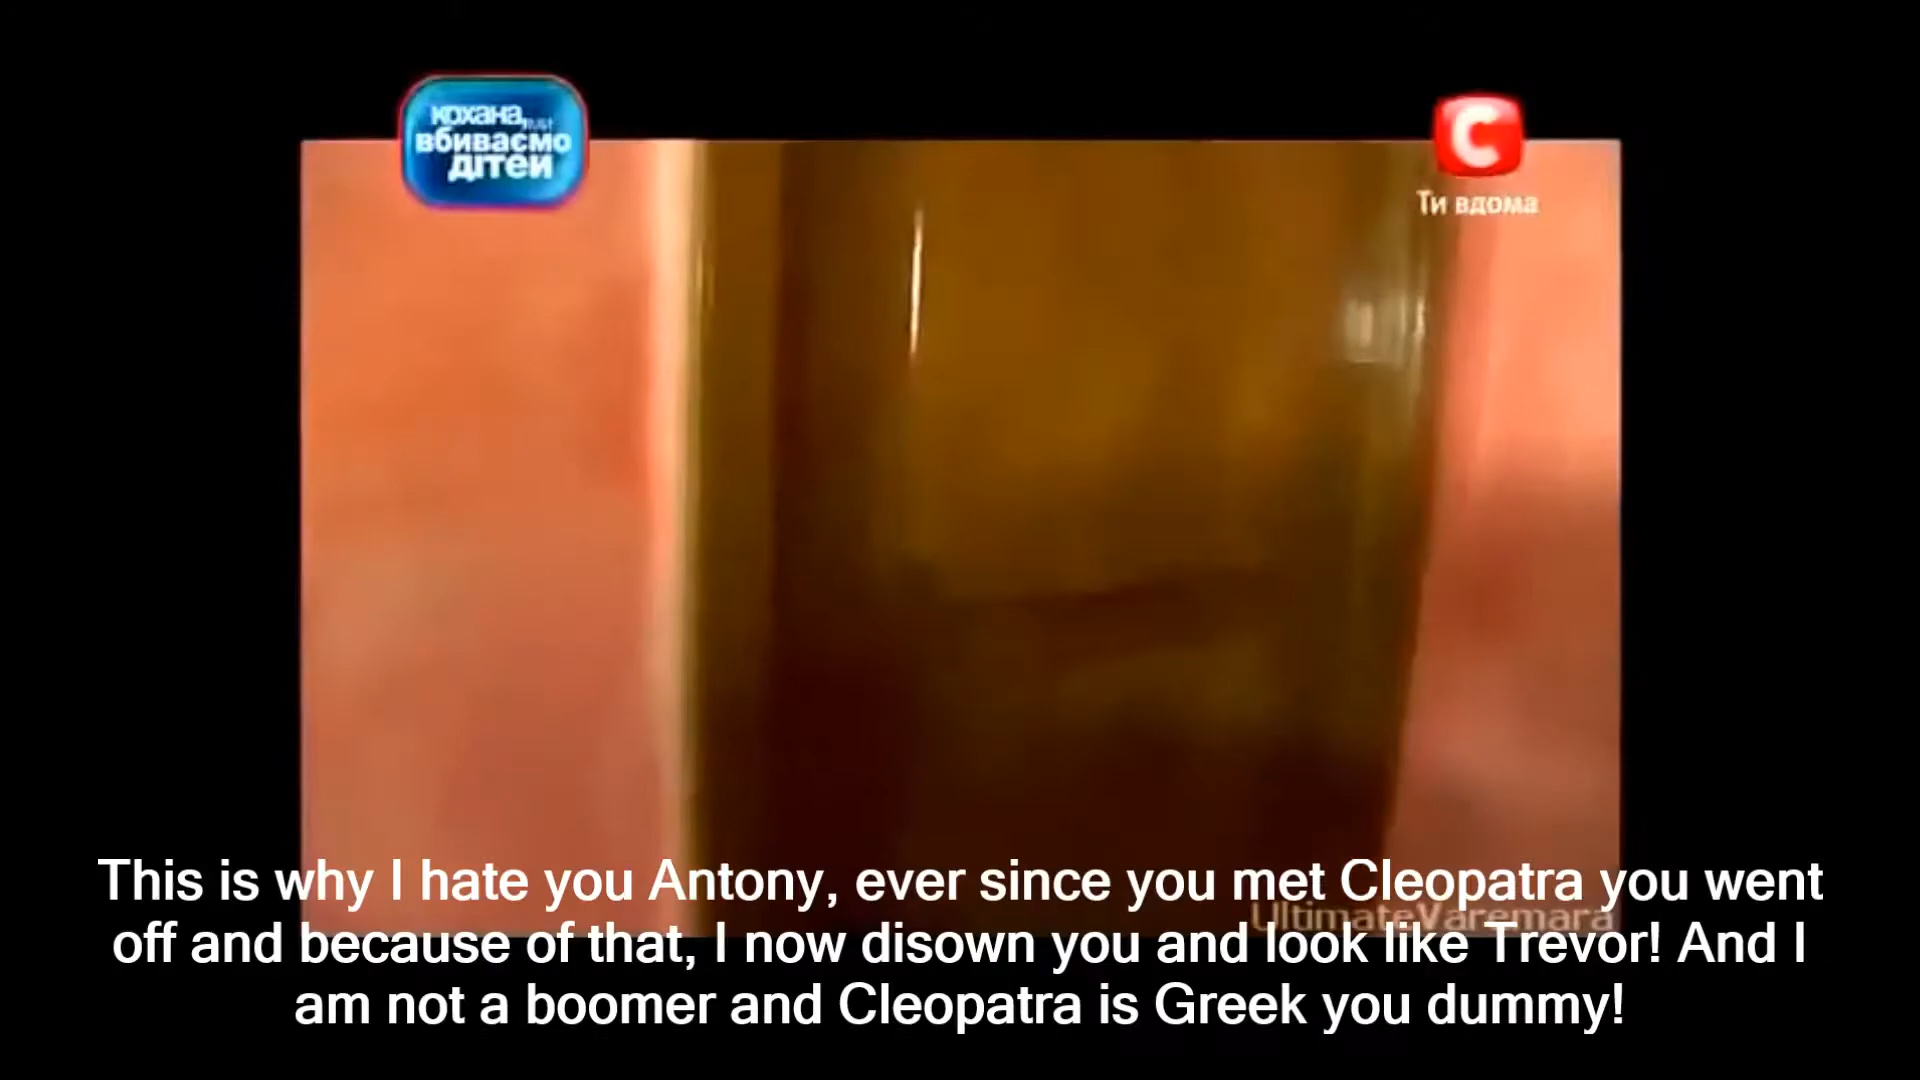 кохана,
вбиваємо
дітей
Ти вдома
UltimateVaremara
This is why I hate you Antony, ever since you met Cleopatra you went
off and because of that, I now disown you and look like Trevor! And I
am not a boomer and Cleopatra is Greek you dummy!